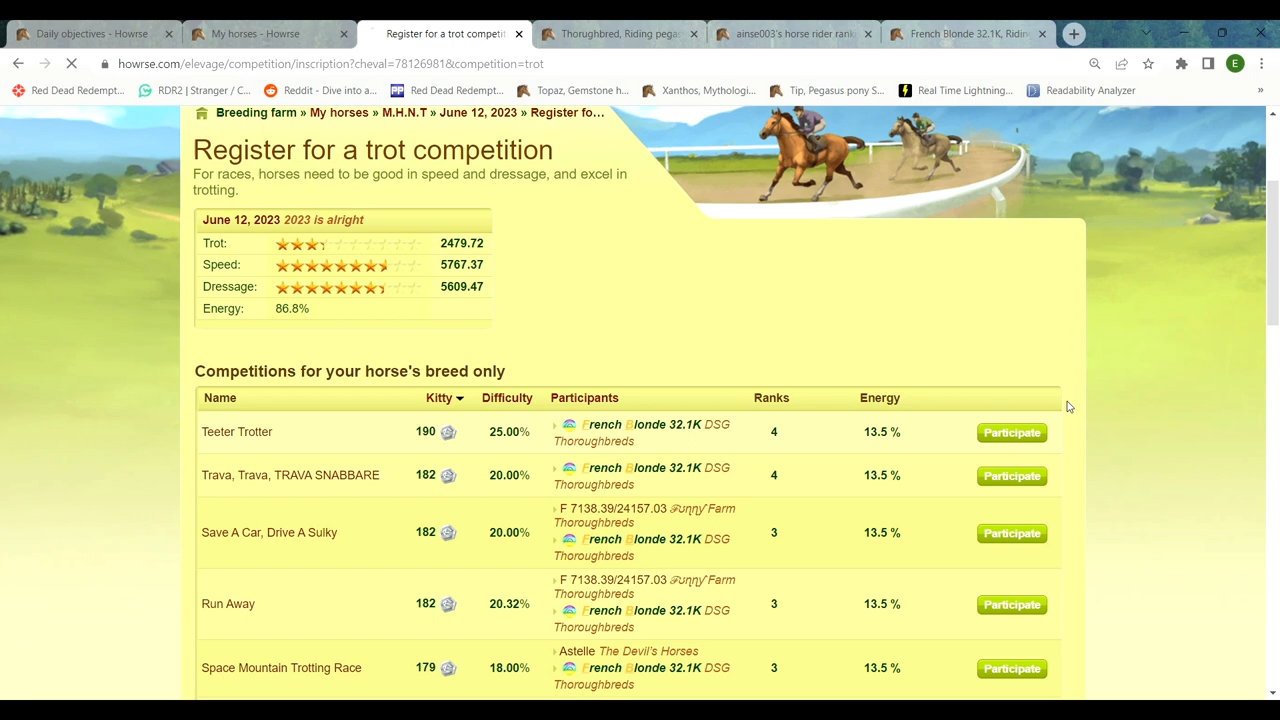 Daily objectives - Howrse
My horses - Howrse
Register for a trot competit
Thorughbred, Riding pegas
ainse003's horse rider rank
French Blonde 32.1K, Ridin
howrse.com/elevage/competition/inscription?cheval=78126981&competition=trot
E
Red Dead Redempt...
RDR2 | Stranger / C...
Reddit - Dive into a...
Red Dead Redempt...
Topaz, Gemstone h...
Xanthos, Mythologi...
Tip, Pegasus pony S...
Real Time Lightning...
Readability Analyzer
»
Breeding farm » My horses » M.H.N.T » June 12, 2023 » Register fo...
Register for a trot competition
For races, horses need to be good in speed and dressage, and excel in
trotting.
June 12, 2023 2023 is alright
Trot: 2479.72
Speed: 5767.37
Dressage: 5609.47
Energy: 86.8%
Competitions for your horse's breed only
Name Kitty Difficulty Participants Ranks Energy
Teeter Trotter 190 25.00% French Blonde 32.1K DSG Thoroughbreds 4 13.5 % Participate
Trava, Trava, TRAVA SNABBARE 182 20.00% French Blonde 32.1K DSG Thoroughbreds 4 13.5 % Participate
Save A Car, Drive A Sulky 182 20.00% F 7138.39/24157.03 Funny Farm Thoroughbreds French Blonde 32.1K DSG Thoroughbreds 3 13.5 % Participate
Run Away 182 20.32% F 7138.39/24157.03 Funny Farm Thoroughbreds French Blonde 32.1K DSG Thoroughbreds 3 13.5 % Participate
Space Mountain Trotting Race 179 18.00% Astelle The Devil's Horses French Blonde 32.1K DSG Thoroughbreds 3 13.5 % Participate